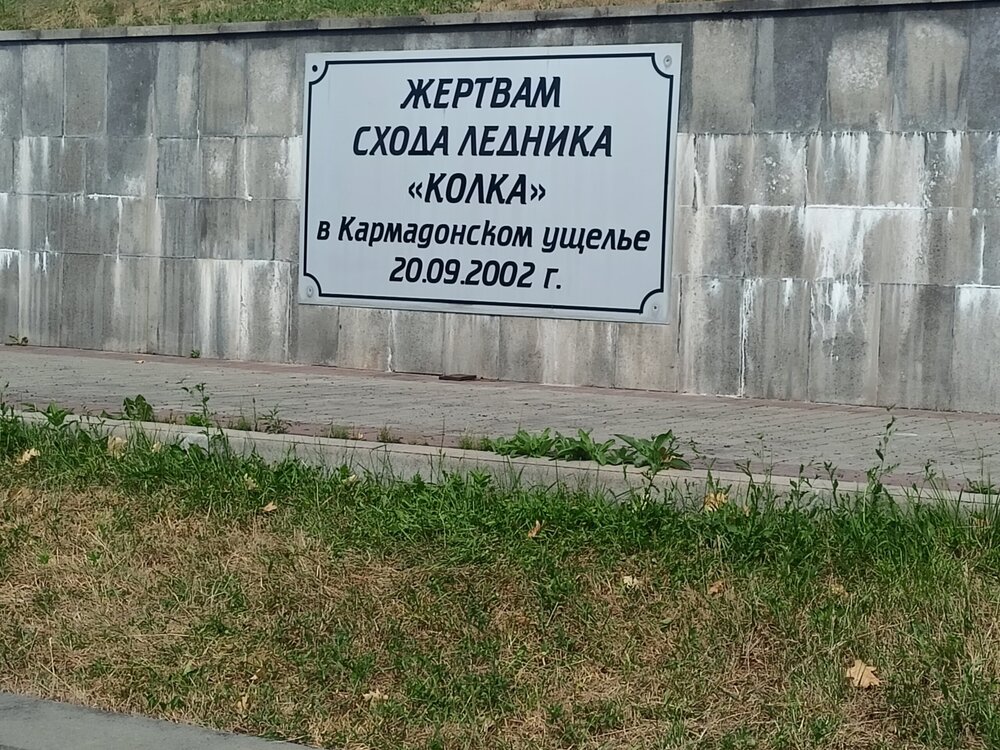 ЖЕРТВАМ
СХОДА ЛЕДНИКА
«КОЛКА»
в Кармадонском ущелье
20.09.2002 г.